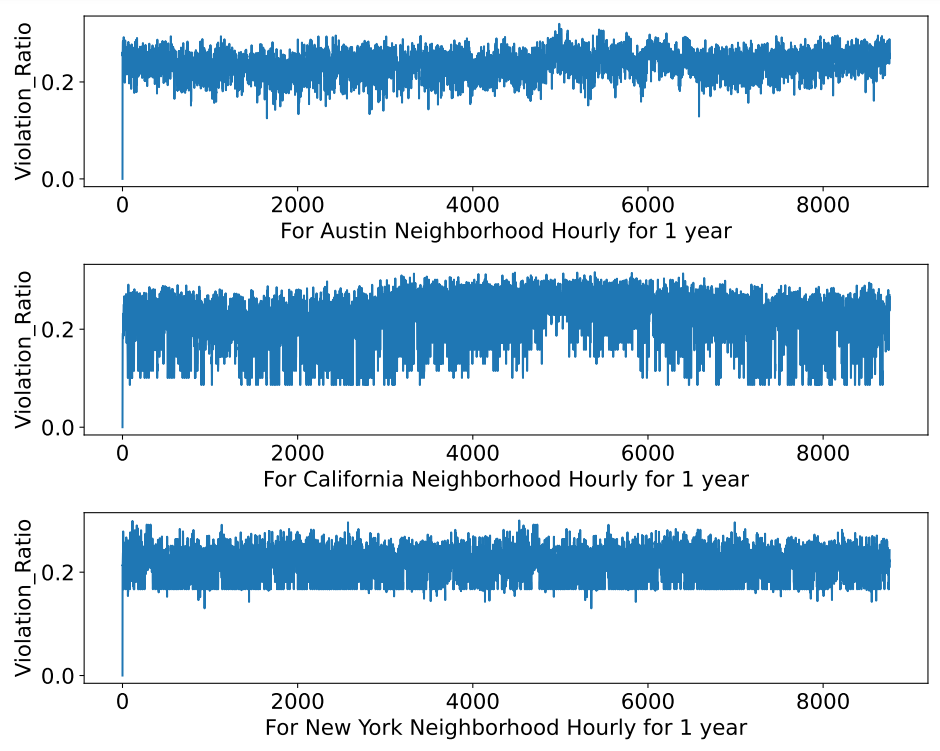 Violation_Ratio
0.2
0.0
0 2000 4000 6000 8000
For Austin Neighborhood Hourly for 1 year
Violation_Ratio
0.2
0.0
0 2000 4000 6000 8000
For California Neighborhood Hourly for 1 year
Violation_Ratio
0.2
0.0
0 2000 4000 6000 8000
For New York Neighborhood Hourly for 1 year